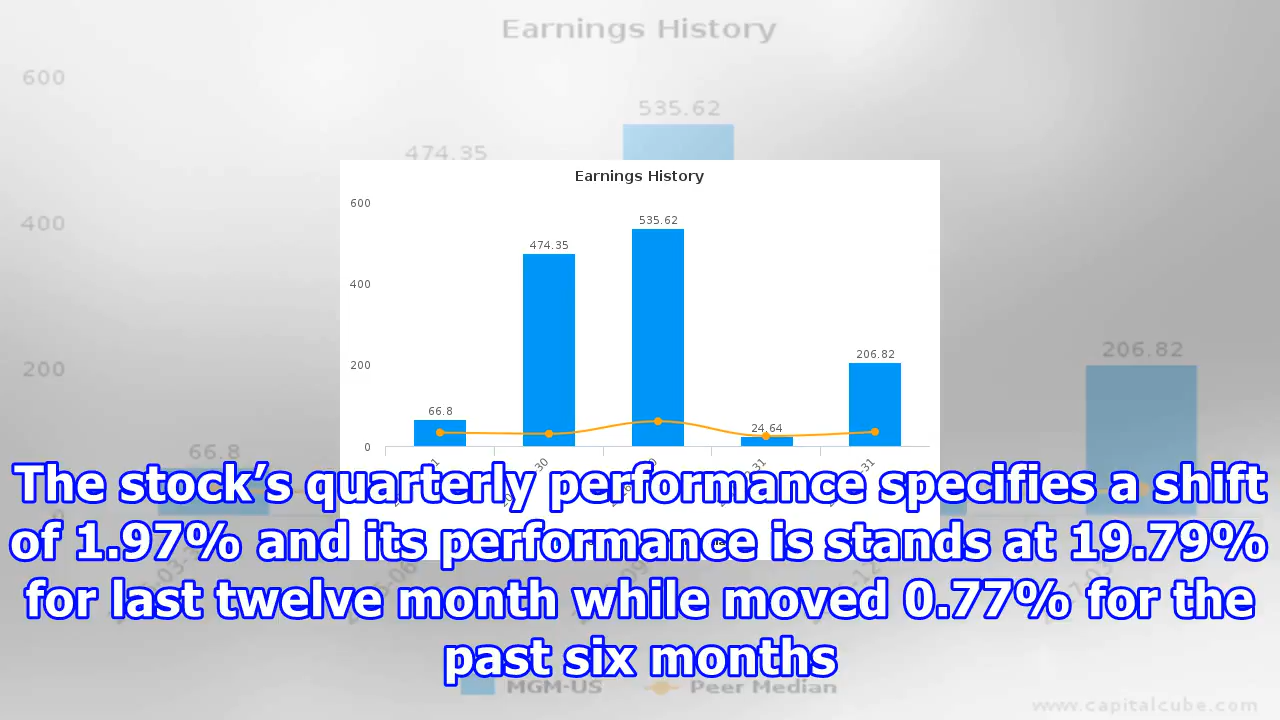 Earnings History
600
535.62
474.35
Earnings History
600
535.62
474.35
400
400
206.82
206.82
200
200
66.8
66.8
24.64
0
The stock’s quarterly performance specifies a shift
of 1.97% and its performance is stands at 19.79%
for last twelve month while moved 0.77% for the
past six months
MGM-US Peer Median
www.capitalcube.com